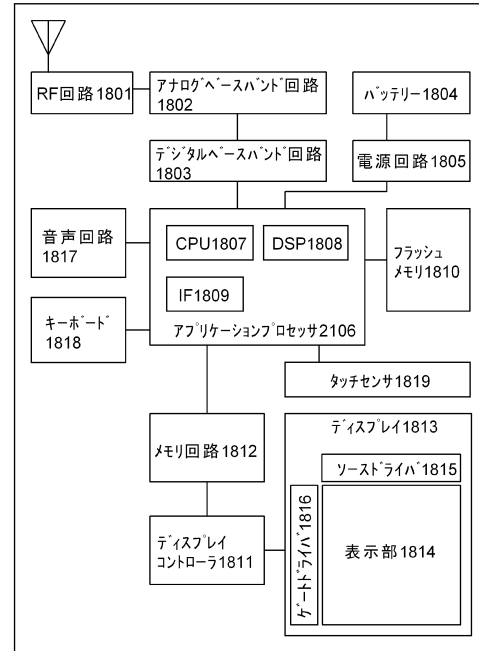 RF回路1801
アナログベースバンド回路
1802
バッテリー1804
デジタルベースバンド回路
1803
電源回路1805
音声回路
1817
CPU1807
DSP1808
フラッシュ
メモリ1810
IF1809
キーボード
1818
アプリケーションプロセッサ2106
タッチセンサ1819
メモリ回路1812
ディスプレイ1813
ソースドライバ1815
ゲートドライバ1816
表示部1814
ディスプレイ
コントローラ1811